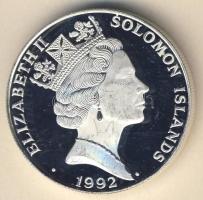 ELIZABETH II
SOLOMON ISLANDS
1992